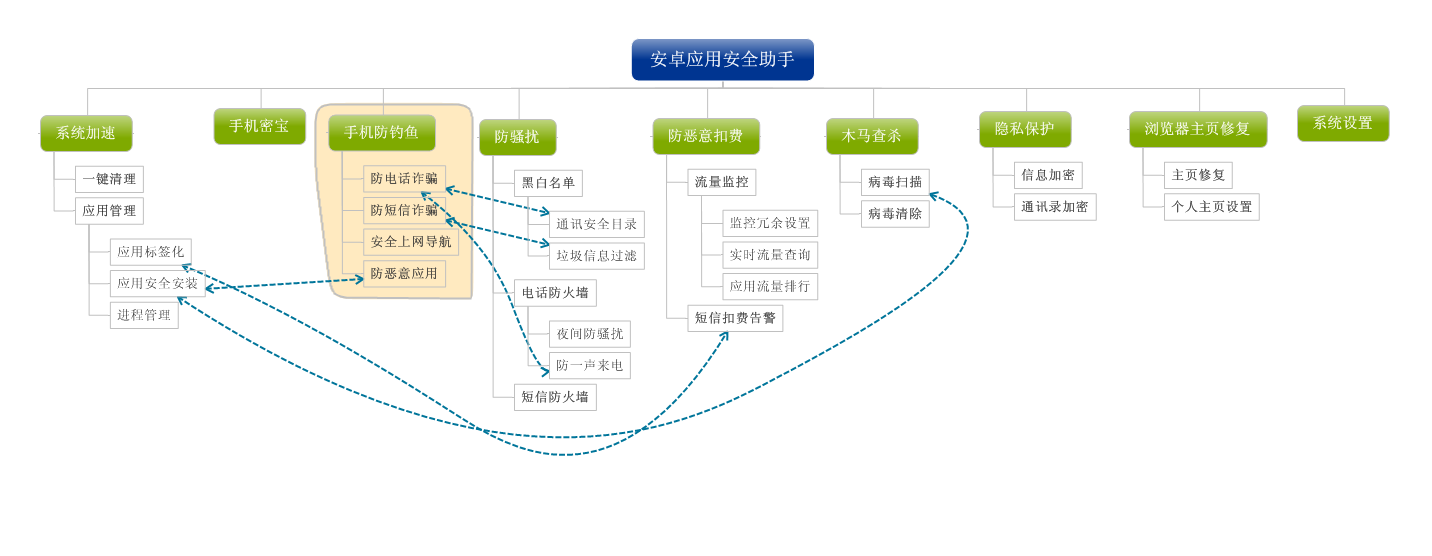 安卓应用安全助手
系统加速
一键清理
应用管理
应用标签化
应用安全安装
进程管理
手机密宝
手机防钓鱼
防电话诈骗
防短信诈骗
安全上网导航
防恶意应用
防骚扰
黑白名单
通讯安全目录
垃圾信息过滤
电话防火墙
夜间防骚扰
防一声来电
短信防火墙
防恶意扣费
流量监控
监控冗余设置
实时流量查询
应用流量排行
短信扣费告警
木马查杀
病毒扫描
病毒清除
隐私保护
信息加密
通讯录加密
浏览器主页修复
主页修复
个人主页设置
系统设置